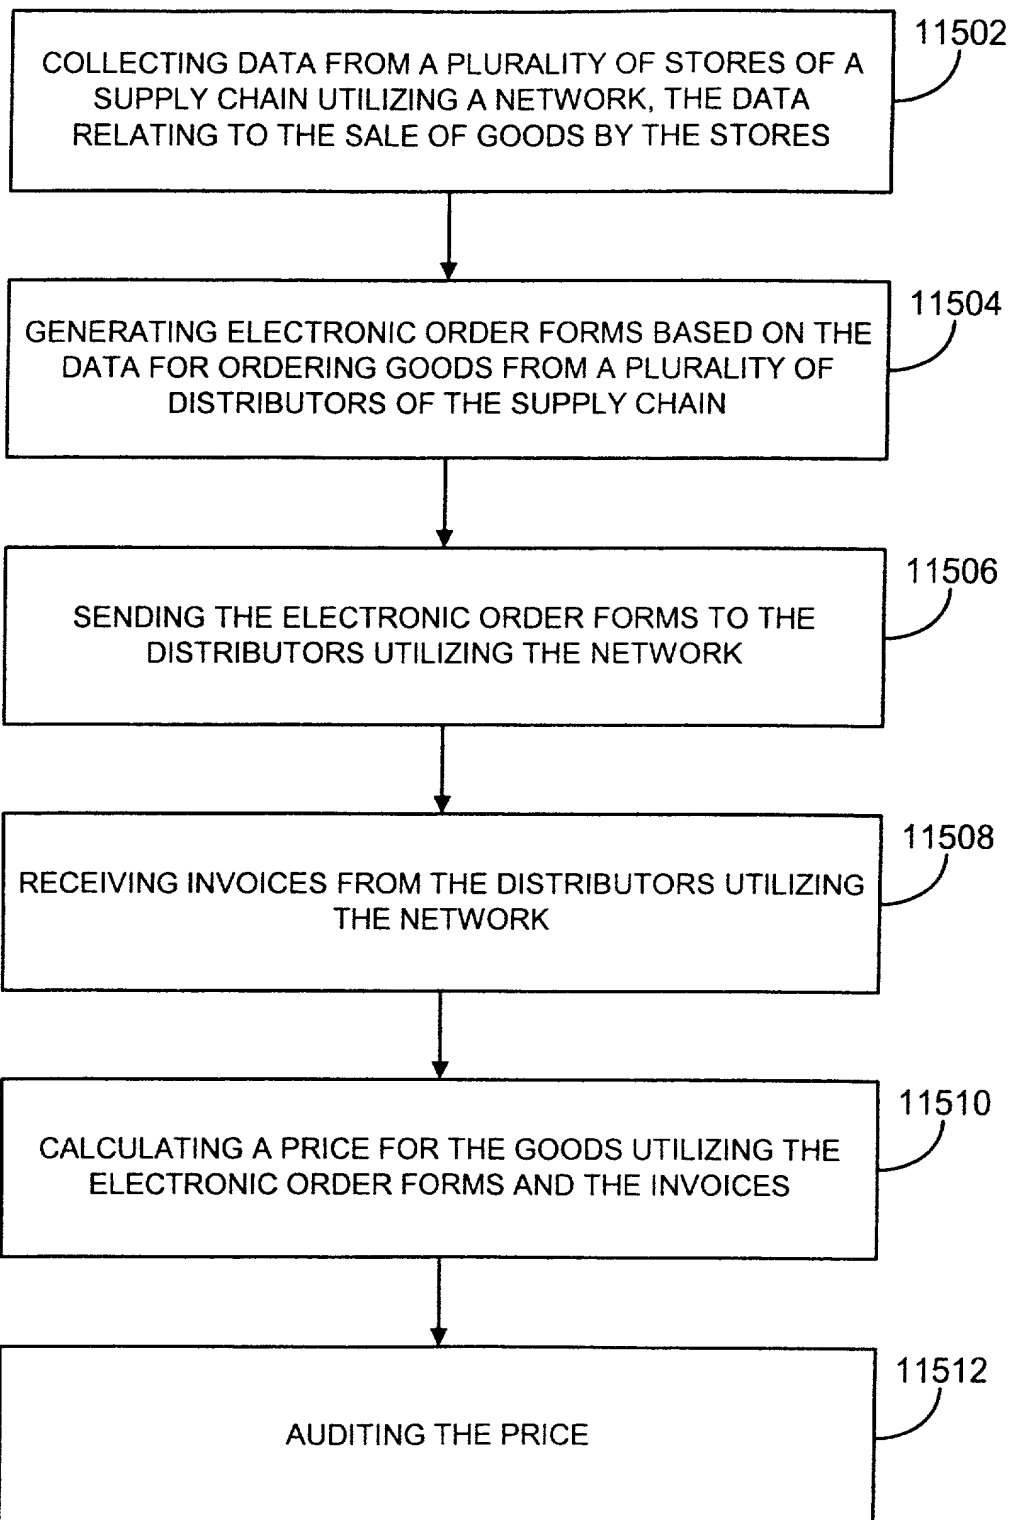 11502
COLLECTING DATA FROM A PLURALITY OF STORES OF A
SUPPLY CHAIN UTILIZING A NETWORK, THE DATA
RELATING TO THE SALE OF GOODS BY THE STORES
11504
GENERATING ELECTRONIC ORDER FORMS BASED ON THE
DATA FOR ORDERING GOODS FROM A PLURALITY OF
DISTRIBUTORS OF THE SUPPLY CHAIN
11506
SENDING THE ELECTRONIC ORDER FORMS TO THE
DISTRIBUTORS UTILIZING THE NETWORK
11508
RECEIVING INVOICES FROM THE DISTRIBUTORS UTILIZING
THE NETWORK
11510
CALCULATING A PRICE FOR THE GOODS UTILIZING THE
ELECTRONIC ORDER FORMS AND THE INVOICES
11512
AUDITING THE PRICE